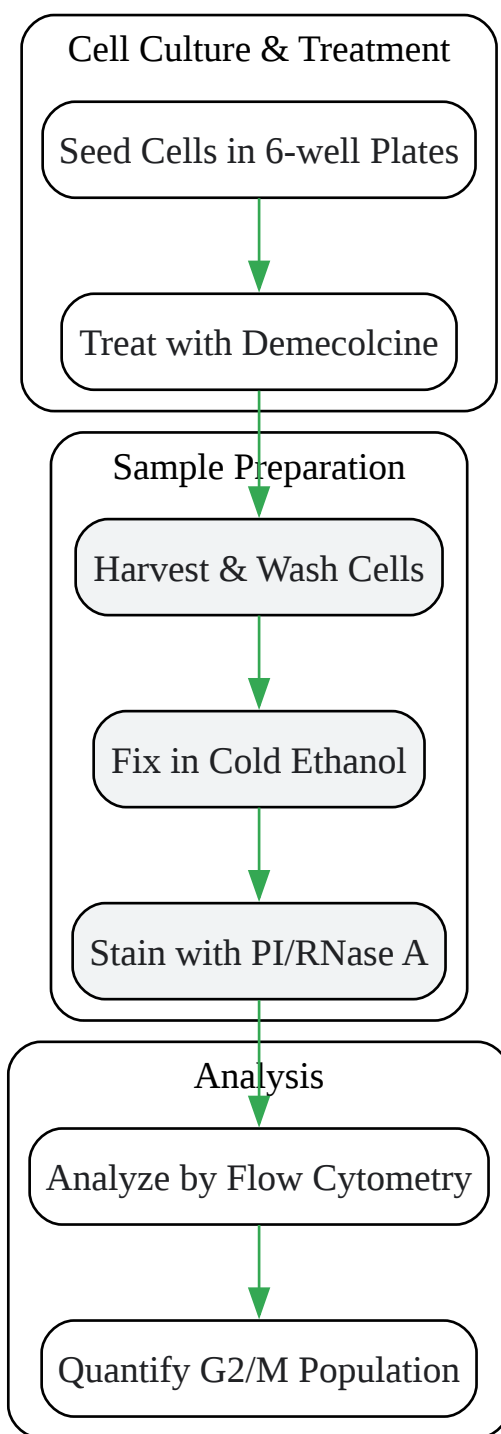 Cell Culture & Treatment
Seed Cells in 6-well Plates
Treat with Demecolcine
Sample Preparation
Harvest & Wash Cells
Fix in Cold Ethanol
Stain with PI/RNase A
Analysis
Analyze by Flow Cytometry
Quantify G2/M Population